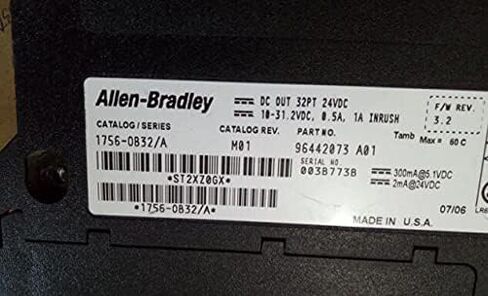 Allen-Bradley
DC OUT 32PT 24VDC
10-31.2VDC, 0.5A, 1A INRUSH
F/W REV.
3.2
CATALOG / SERIES
CATALOG REV.
PART NO.
Tamb Max = 60 C
1756-OB32/A
M01
96442073 A01
SERIAL NO
003B773B
300mA@5.1VDC
2mA@24VDC
*ST2XZ0GX*
*1756-OB32/A*
07/06
MADE IN U.S.A.